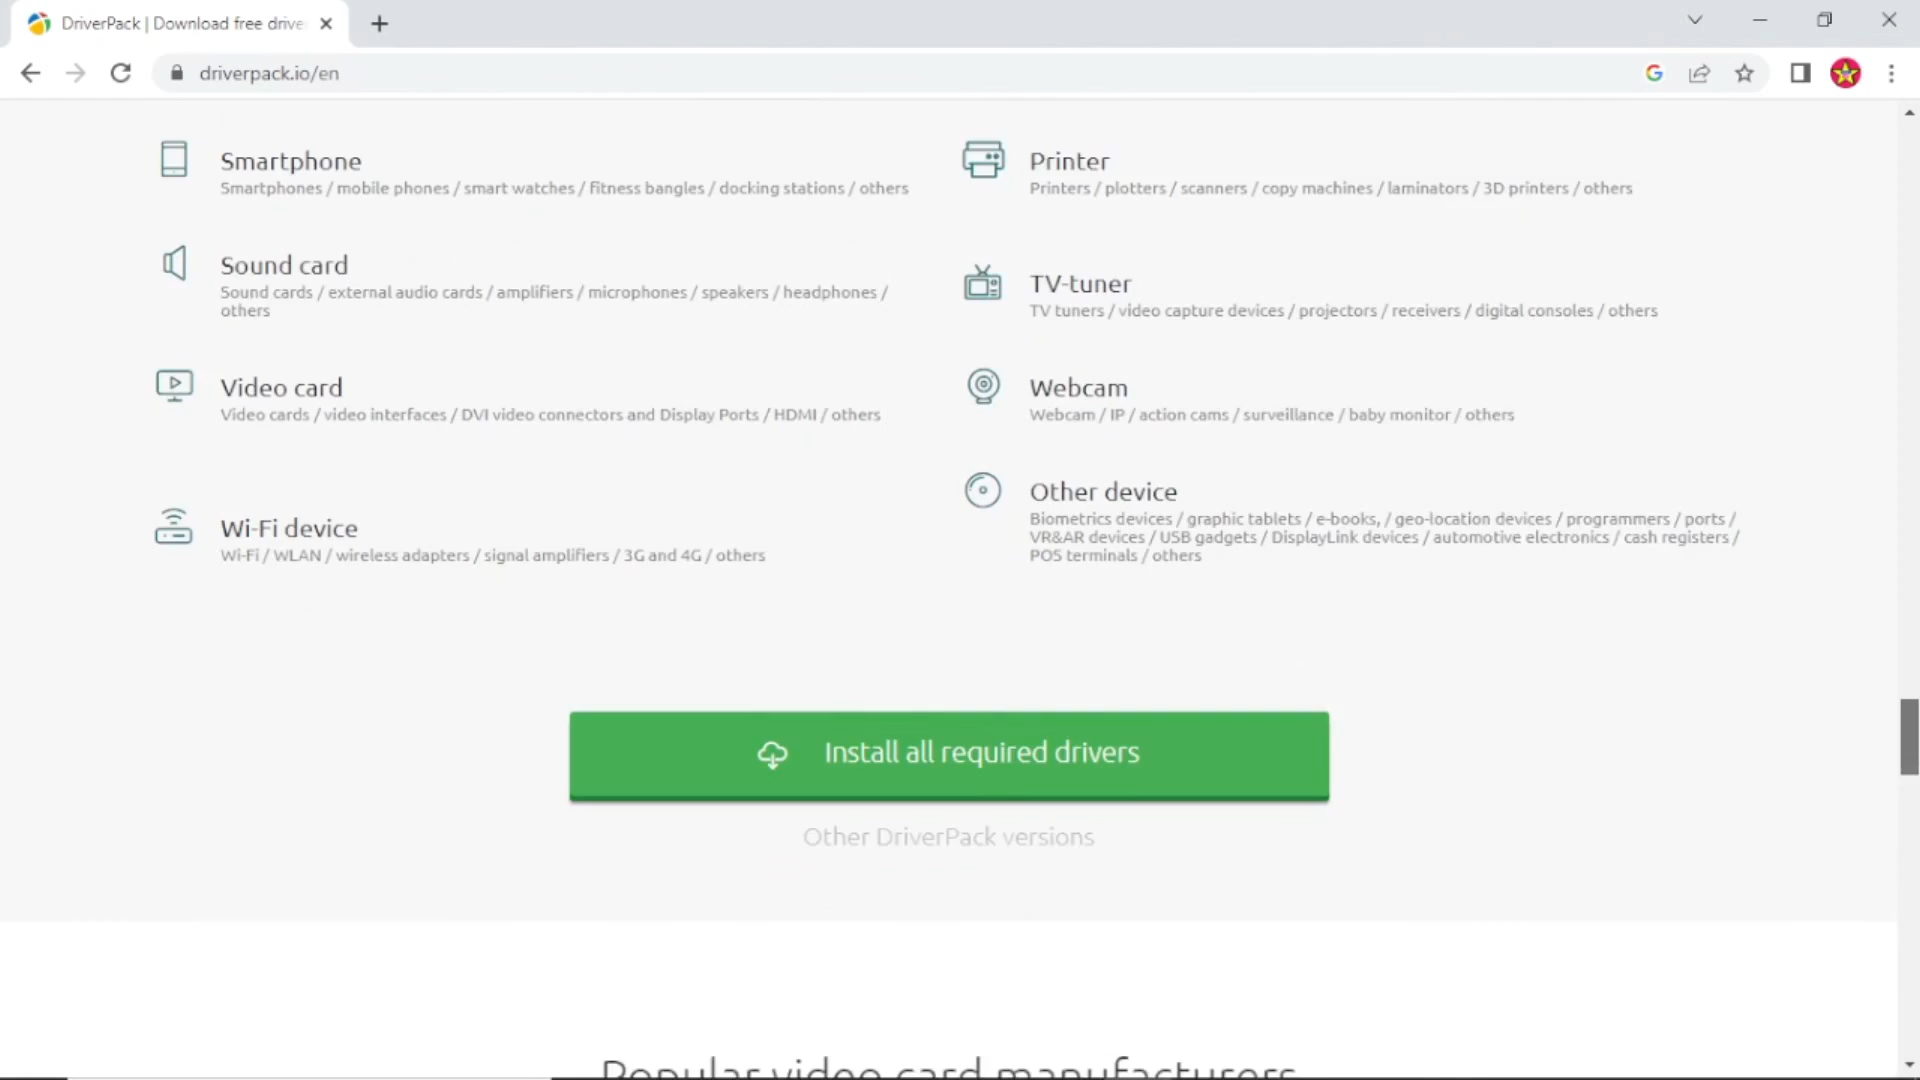 DriverPack | Download free drive
driverpack.io/en
Smartphone
Smartphones / mobile phones / smart watches / fitness bangles / docking stations / others
Printer
Printers / plotters / scanners / copy machines / laminators / 3D printers / others
Sound card
Sound cards / external audio cards / amplifiers / microphones / speakers / headphones /
others
TV-tuner
TV tuners / video capture devices / projectors / receivers / digital consoles / others
Video card
Video cards / video interfaces / DVI video connectors and Display Ports / HDMI / others
Webcam
Webcam / IP / action cams / surveillance / baby monitor / others
Wi-Fi device
Wi-Fi / WLAN / wireless adapters / signal amplifiers / 3G and 4G / others
Other device
Biometrics devices / graphic tablets / e-books, / geo-location devices / programmers / ports /
VR&AR devices / USB gadgets / DisplayLink devices / automotive electronics / cash registers /
POS terminals / others
Install all required drivers
Other DriverPack versions
Popular video card manufacturers